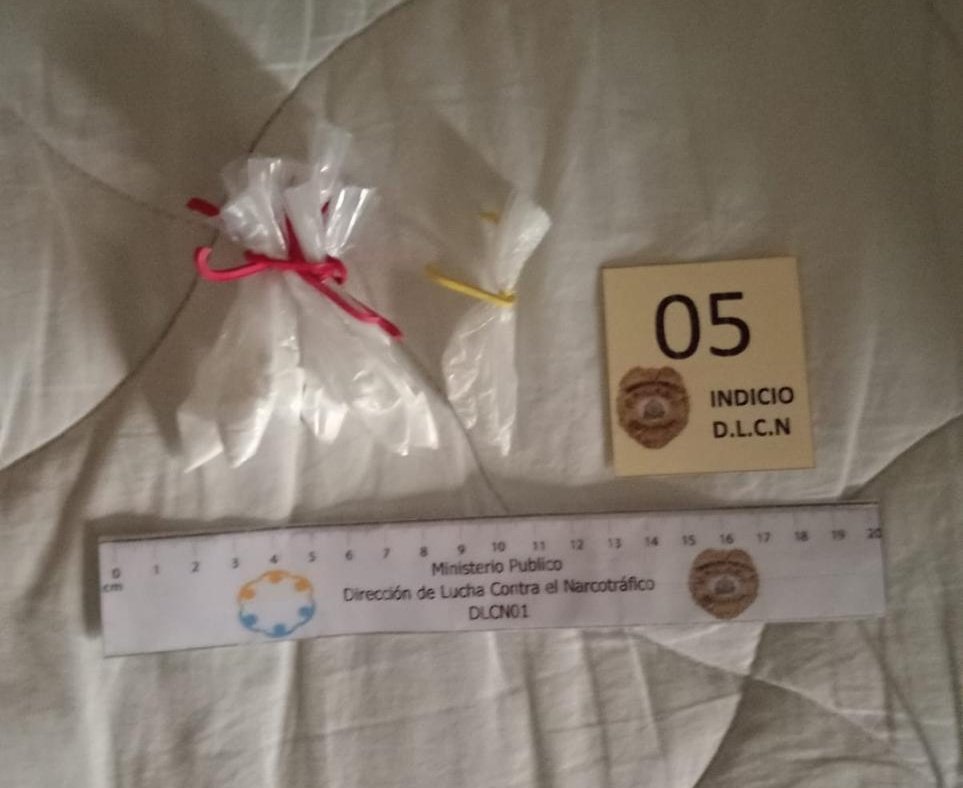 05
INDICIO
D.L.C.N
0 1 2 3 4 5 6 7 8 9 10 11 12 13 14 15 16 17 18 19 20
cm
Ministerio Publico
Dirección de Lucha Contra el Narcotráfico
DLCN01